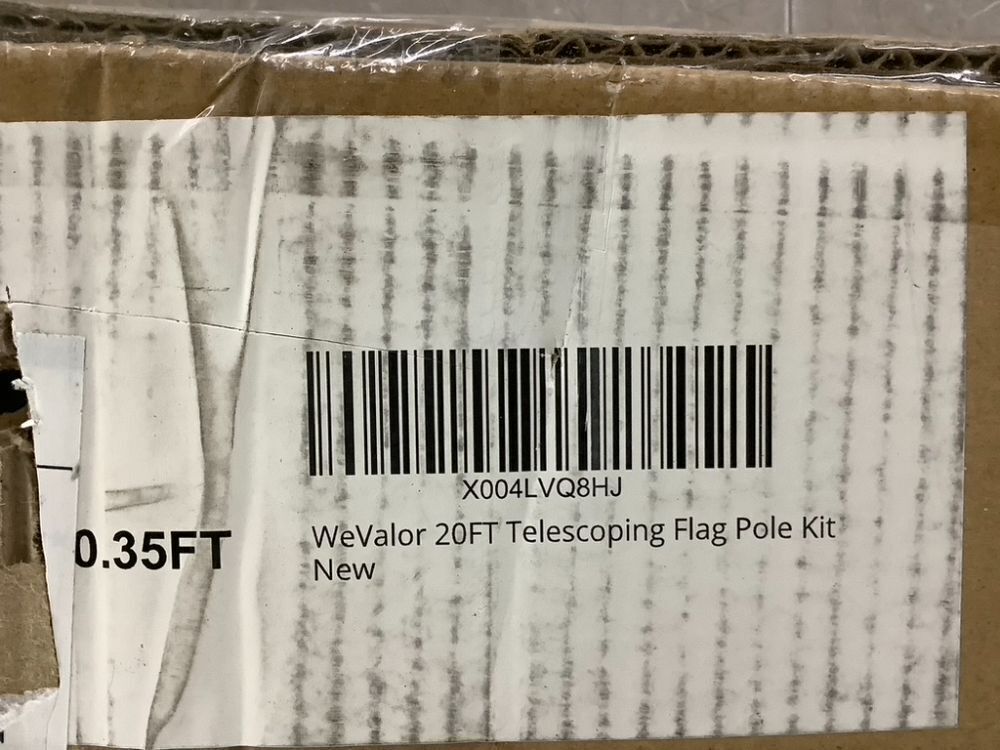 X004LVQ8HJ
0.35FT
WeValor 20FT Telescoping Flag Pole Kit
New